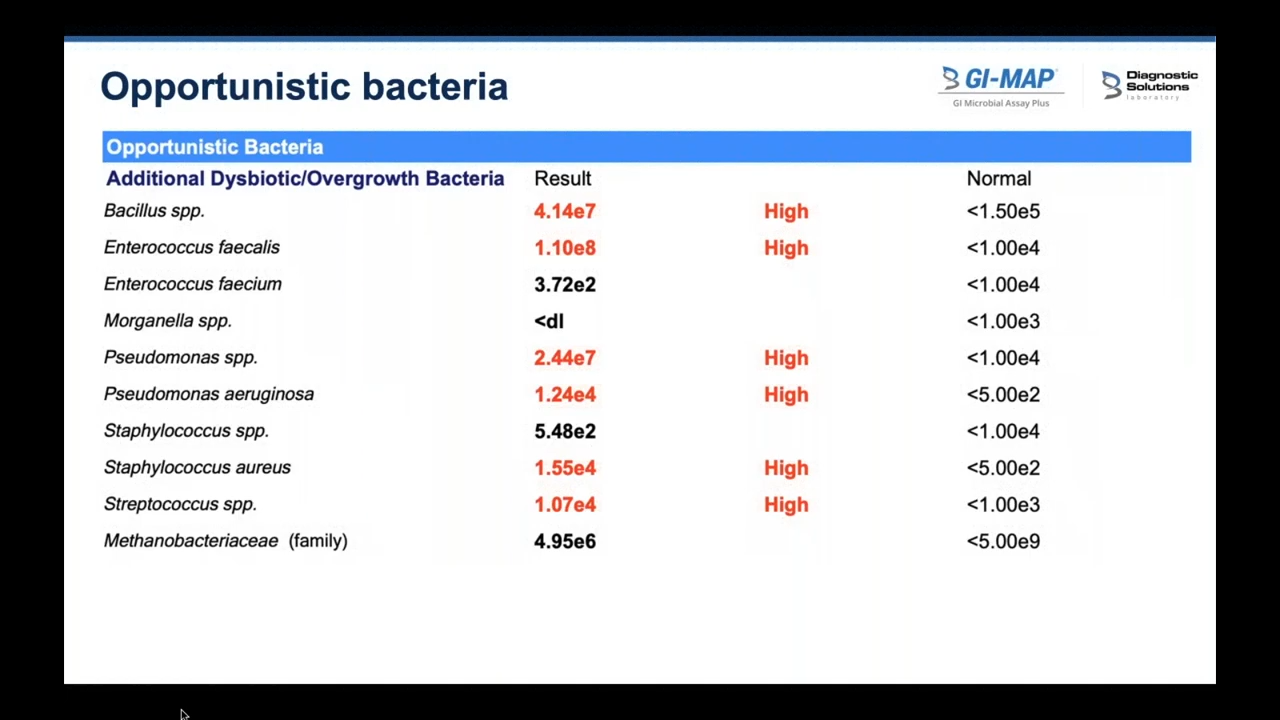 Opportunistic bacteria
GI-MAP
GI Microbial Assay Plus
Diagnostic
Solutions
laboratory
Opportunistic Bacteria
Additional Dysbiotic/Overgrowth Bacteria Result Normal
Bacillus spp. 4.14e7 High <1.50e5
Enterococcus faecalis 1.10e8 High <1.00e4
Enterococcus faecium 3.72e2 <1.00e4
Morganella spp. <dl <1.00e3
Pseudomonas spp. 2.44e7 High <1.00e4
Pseudomonas aeruginosa 1.24e4 High <5.00e2
Staphylococcus spp. 5.48e2 <1.00e4
Staphylococcus aureus 1.55e4 High <5.00e2
Streptococcus spp. 1.07e4 High <1.00e3
Methanobacteriaceae (family) 4.95e6 <5.00e9